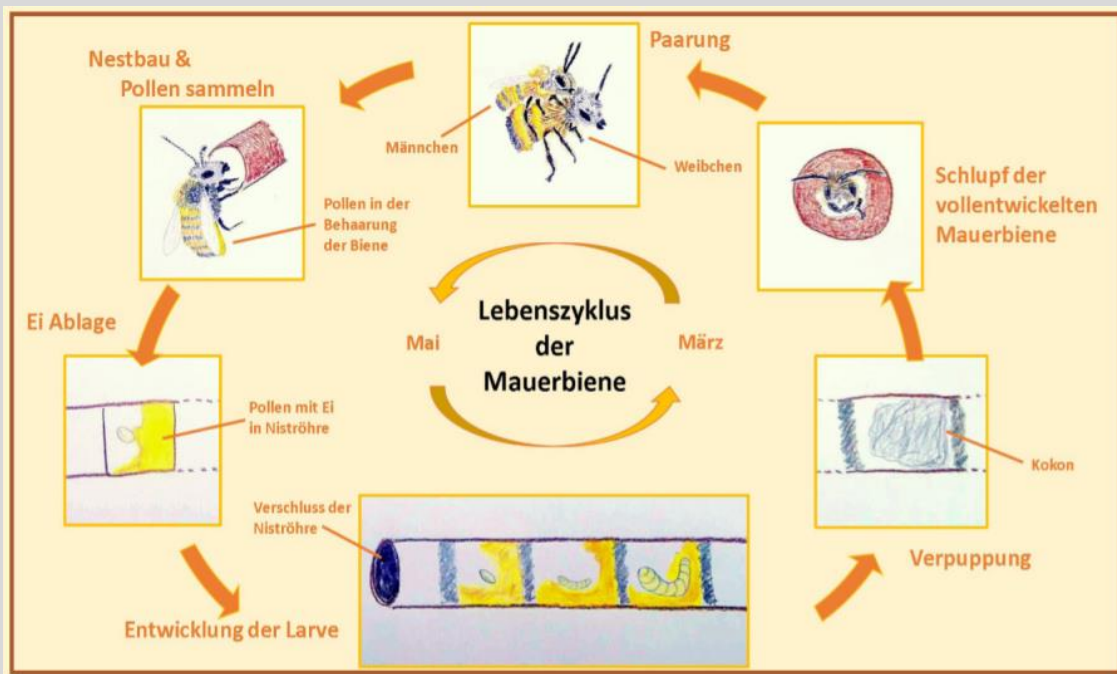 Paarung
Nestbau &
Pollen sammeln
Männchen
Weibchen
Schlupf der
vollentwickelten
Mauerbiene
Pollen in der
Behaarung
der Biene
Lebenszyklus
der
Mauerbiene
Mai
März
Ei Ablage
Pollen mit Ei
in Niströhre
Kokon
Verschluss der
Niströhre
Verpuppung
Entwicklung der Larve